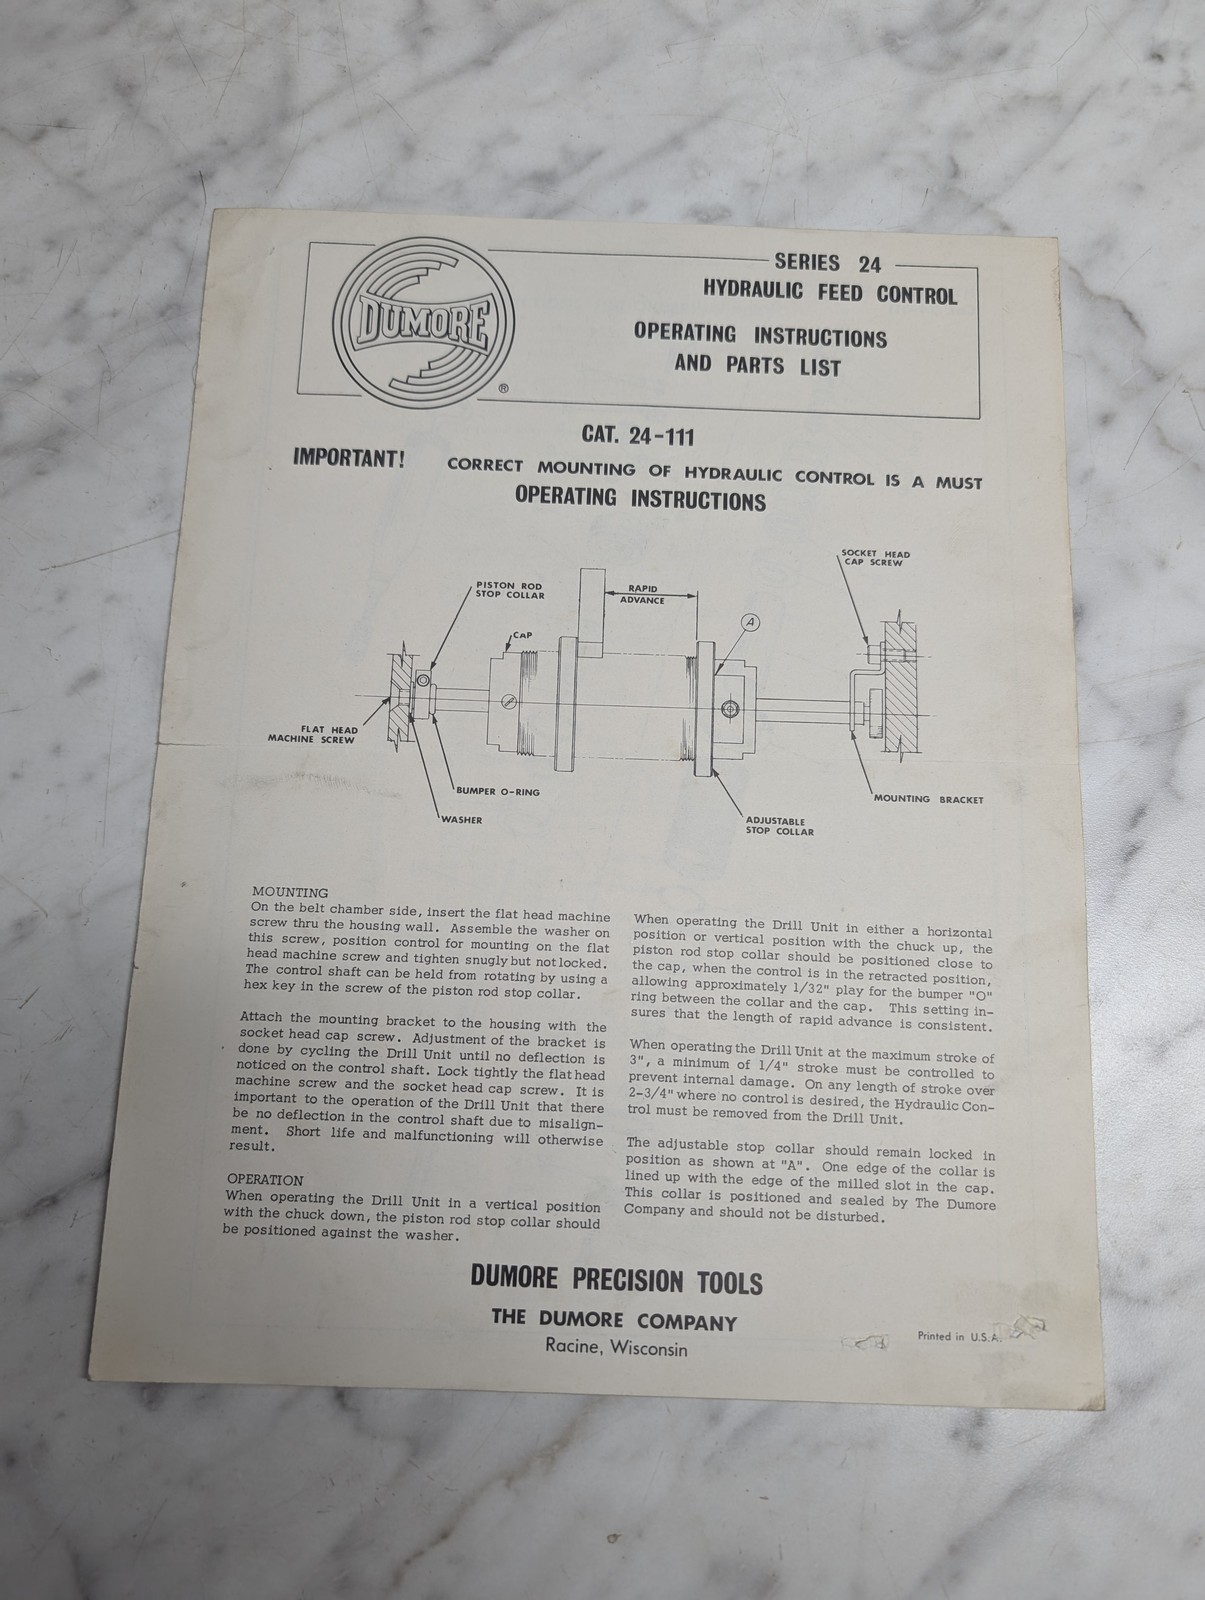 DUMORE
®
SERIES 24
HYDRAULIC FEED CONTROL
OPERATING INSTRUCTIONS
AND PARTS LIST
CAT. 24-111
IMPORTANT! CORRECT MOUNTING OF HYDRAULIC CONTROL IS A MUST
OPERATING INSTRUCTIONS
SOCKET HEAD
CAP SCREW
PISTON ROD
STOP COLLAR
RAPID
ADVANCE
A
CAP
FLAT HEAD
MACHINE SCREW
BUMPER O-RING
WASHER
MOUNTING BRACKET
ADJUSTABLE
STOP COLLAR
MOUNTING
On the belt chamber side, insert the flat head machine
screw thru the housing wall. Assemble the washer on
this screw, position control for mounting on the flat
head machine screw and tighten snugly but not locked.
The control shaft can be held from rotating by using a
hex key in the screw of the piston rod stop collar.
Attach the mounting bracket to the housing with the
socket head cap screw. Adjustment of the bracket is
done by cycling the Drill Unit until no deflection is
noticed on the control shaft. Lock tightly the flat head
machine screw and the socket head cap screw. It is
important to the operation of the Drill Unit that there
be no deflection in the control shaft due to misalign-
ment. Short life and malfunctioning will otherwise
result.
OPERATION
When operating the Drill Unit in a vertical position
with the chuck down, the piston rod stop collar should
be positioned against the washer.
When operating the Drill Unit in either a horizontal
position or vertical position with the chuck up, the
piston rod stop collar should be positioned close to
the cap, when the control is in the retracted position,
allowing approximately 1/32" play for the bumper "O"
ring between the collar and the cap. This setting in-
sures that the length of rapid advance is consistent.
When operating the Drill Unit at the maximum stroke of
3", a minimum of 1/4" stroke must be controlled to
prevent internal damage. On any length of stroke over
2-3/4" where no control is desired, the Hydraulic Con-
trol must be removed from the Drill Unit.
The adjustable stop collar should remain locked in
position as shown at "A". One edge of the collar is
lined up with the edge of the milled slot in the cap.
This collar is positioned and sealed by The Dumore
Company and should not be disturbed.
DUMORE PRECISION TOOLS
THE DUMORE COMPANY
Racine, Wisconsin
Printed in U.S.A.